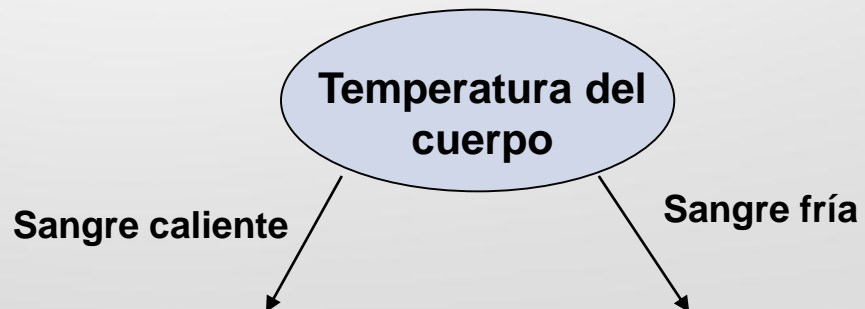 Temperatura del
cuerpo
Sangre caliente
Sangre fría